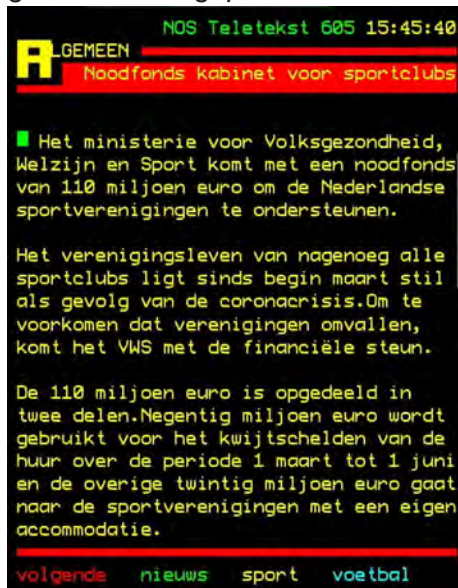 NOS Teletekst 605 15:45:40
ALGEMEEN
Noodfonds kabinet voor sportclubs
Het ministerie voor Volksgezondheid,
Welzijn en Sport komt met een noodfonds
van 110 miljoen euro om de Nederlandse
sportverenigingen te ondersteunen.
Het verenigingsleven van nagenoeg alle
sportclubs ligt sinds begin maart stil
als gevolg van de coronacrisis.Om te
voorkomen dat verenigingen omvallen,
komt het VWS met de financiële steun.
De 110 miljoen euro is opgedeeld in
twee delen.Negentig miljoen euro wordt
gebruikt voor het kwijtschelden van de
huur over de periode 1 maart tot 1 juni
en de overige twintig miljoen euro gaat
naar de sportverenigingen met een eigen
accommodatie.
volgende nieuws sport voetbal